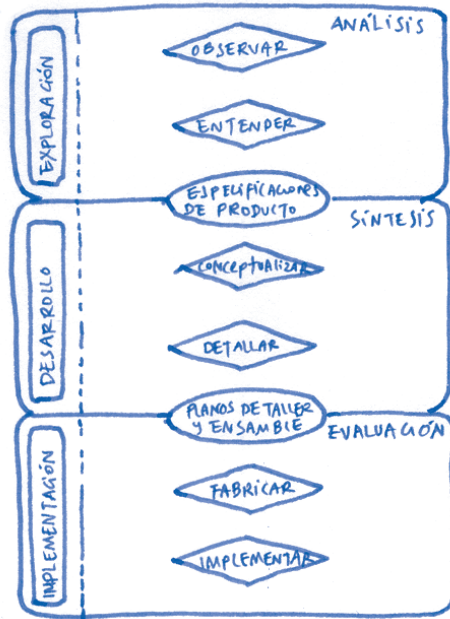 ANÁLISIS
EXPLORACIÓN
OBSERVAR
ENTENDER
ESPECIFICACIONES
DE PRODUCTO
SÍNTESIS
DESARROLLO
CONCEPTUALIZAR
DETALLAR
PLANOS DE TALLER
Y ENSAMBLE
EVALUACIÓN
IMPLEMENTACIÓN
FABRICAR
IMPLEMENTAR